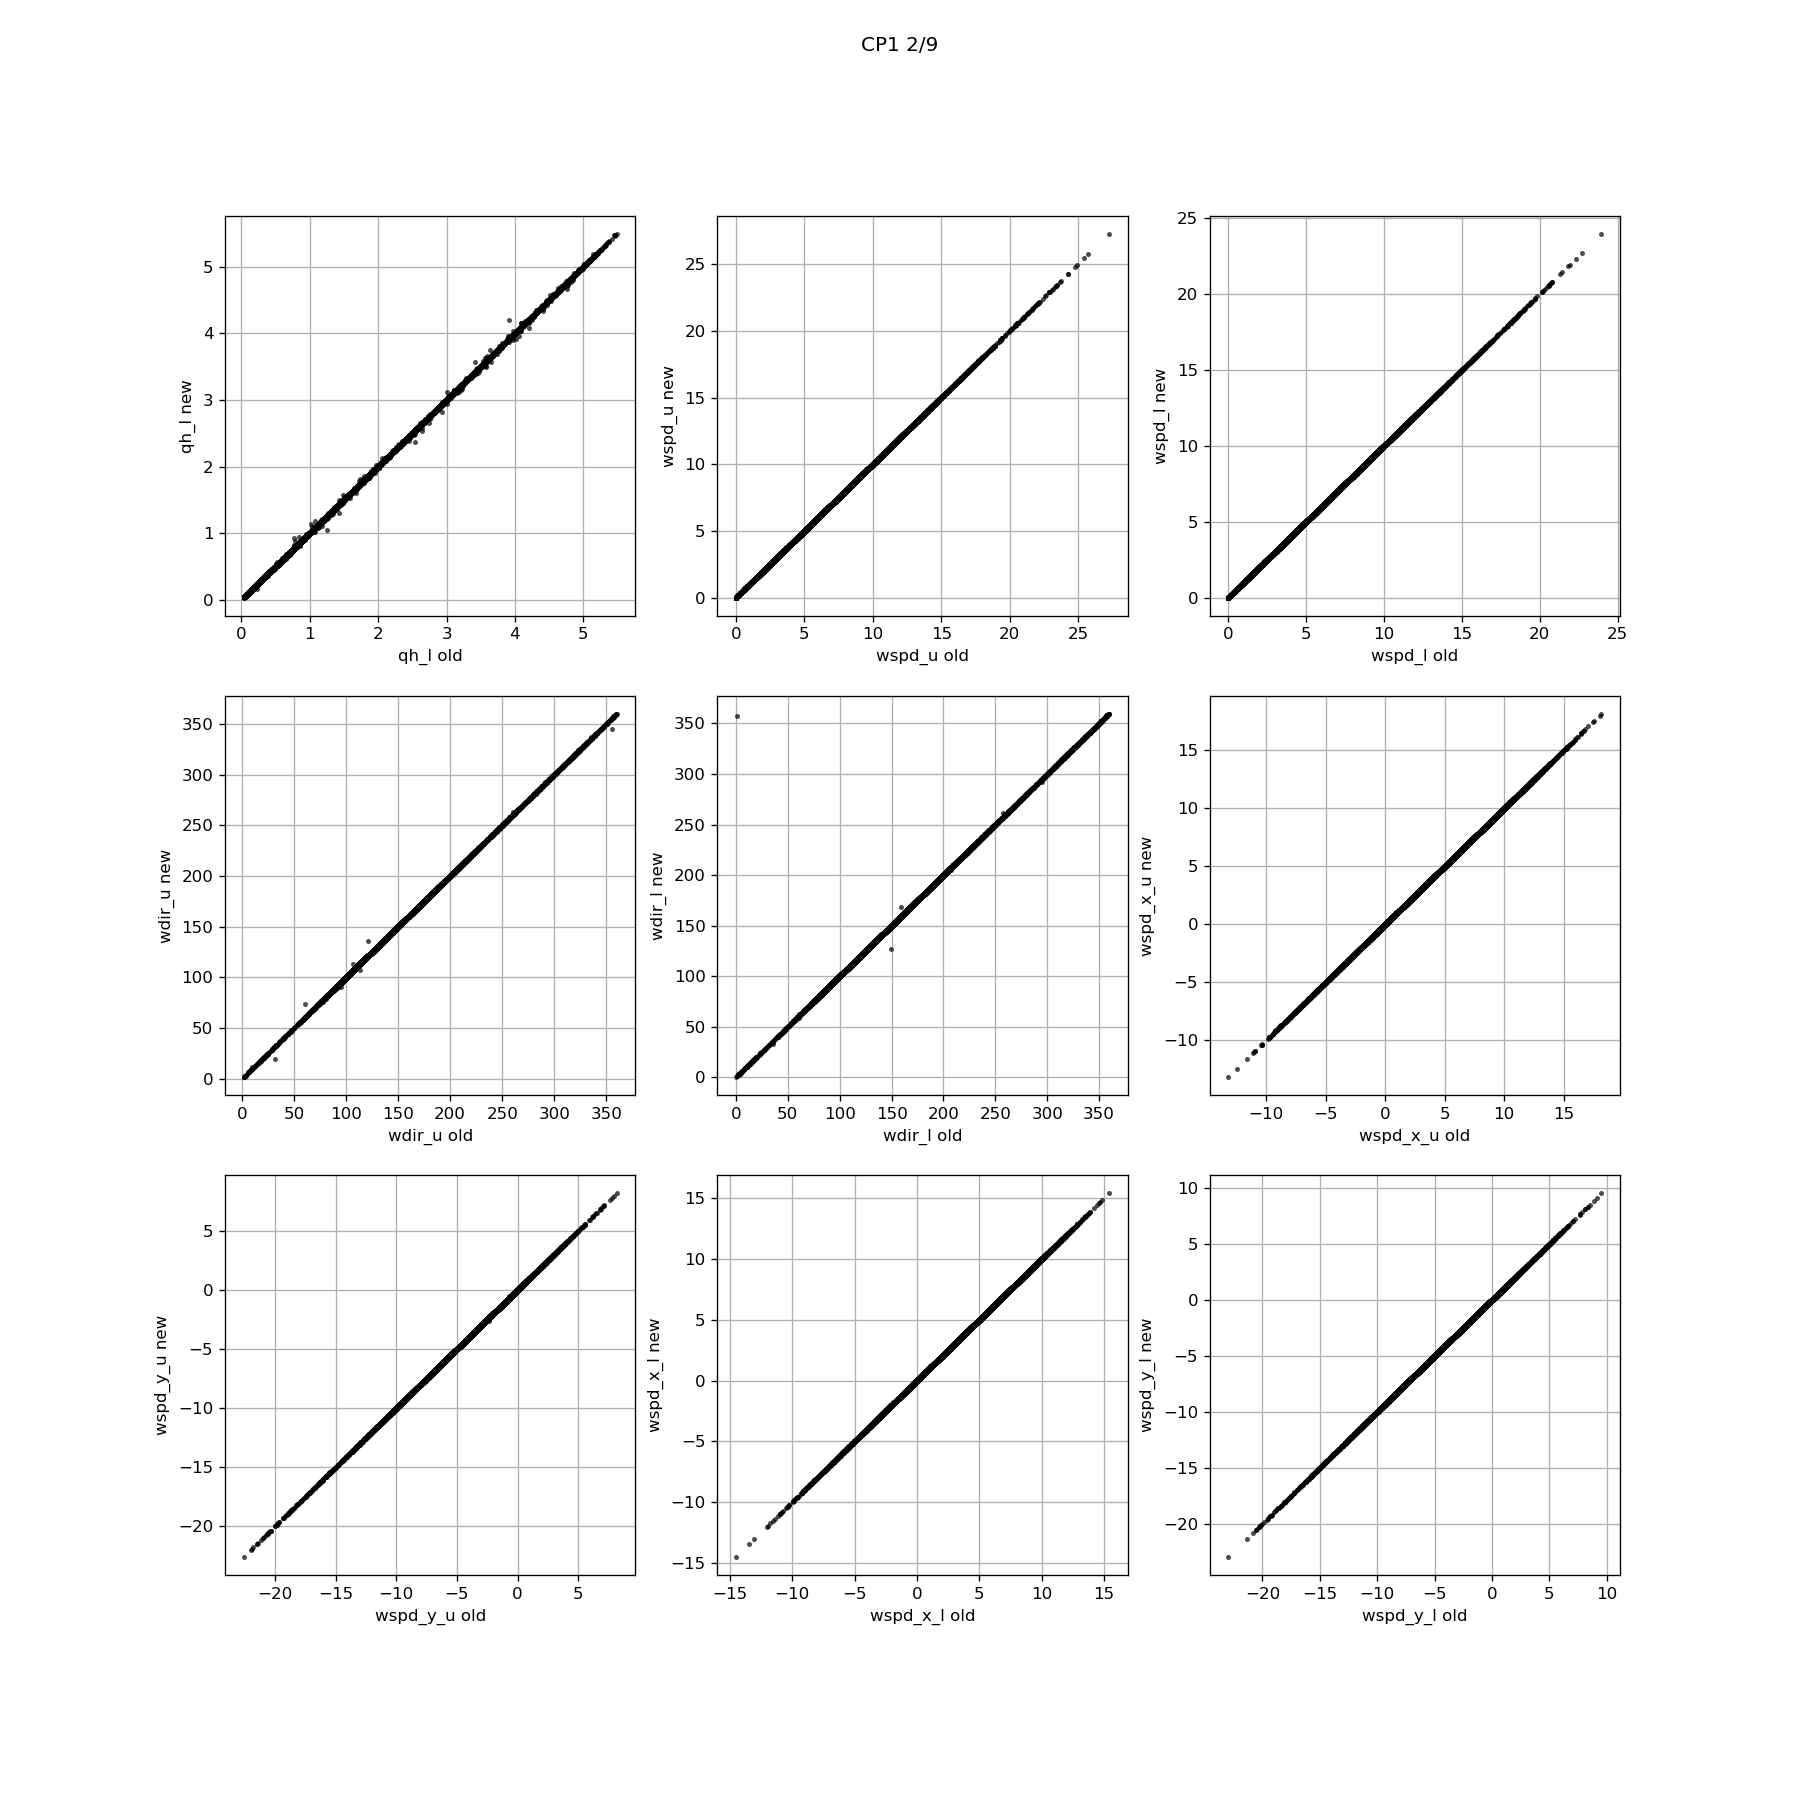 CP1 2/9
qh_l new
5
4
3
2
1
0
0 1 2 3 4 5
qh_l old
wspd_u new
25
20
15
10
5
0
0 5 10 15 20 25
wspd_u old
wspd_l new
25
20
15
10
5
0
0 5 10 15 20 25
wspd_l old
wdir_u new
350
300
250
200
150
100
50
0
0 50 100 150 200 250 300 350
wdir_u old
wdir_l new
350
300
250
200
150
100
50
0
0 50 100 150 200 250 300 350
wdir_l old
wspd_x_u new
15
10
5
0
−5
−10
−10 −5 0 5 10 15
wspd_x_u old
wspd_y_u new
5
0
−5
−10
−15
−20
−20 −15 −10 −5 0 5
wspd_y_u old
wspd_x_l new
15
10
5
0
−5
−10
−15
−15 −10 −5 0 5 10 15
wspd_x_l old
wspd_y_l new
10
5
0
−5
−10
−15
−20
−20 −15 −10 −5 0 5 10
wspd_y_l old